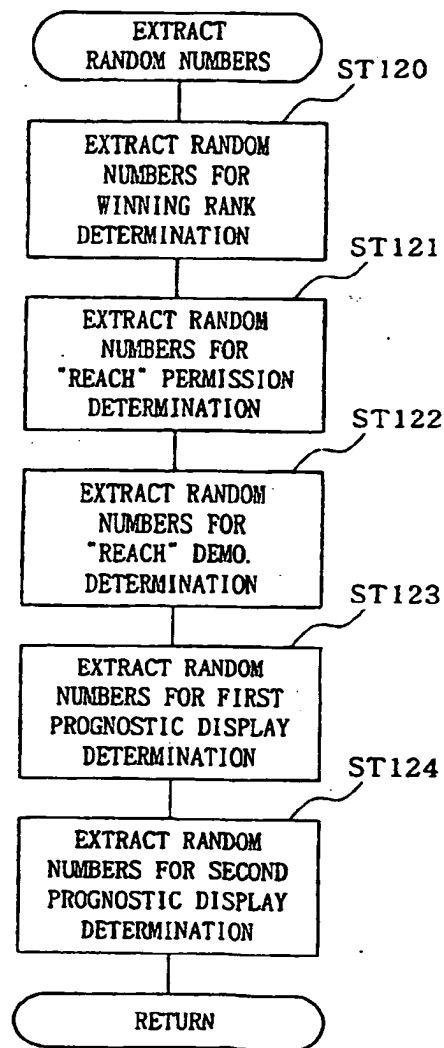 EXTRACT
RANDOM NUMBERS
ST120
EXTRACT RANDOM
NUMBERS FOR
WINNING RANK
DETERMINATION
ST121
EXTRACT RANDOM
NUMBERS FOR
"REACH" PERMISSION
DETERMINATION
ST122
EXTRACT RANDOM
NUMBERS FOR
"REACH" DEMO.
DETERMINATION
ST123
EXTRACT RANDOM
NUMBERS FOR FIRST
PROGNOSTIC DISPLAY
DETERMINATION
ST124
EXTRACT RANDOM
NUMBERS FOR SECOND
PROGNOSTIC DISPLAY
DETERMINATION
RETURN